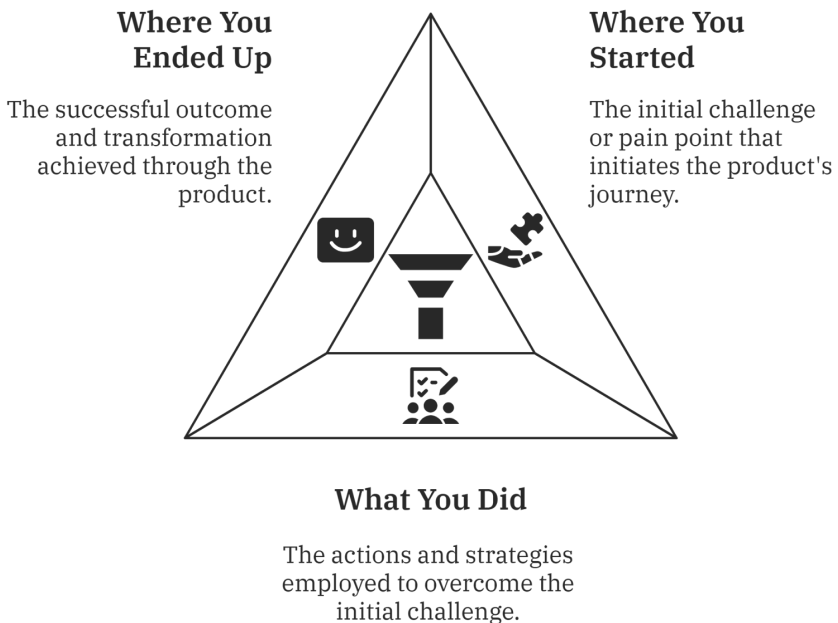 Where You
Ended Up
The successful outcome
and transformation
achieved through the
product.
Where You
Started
The initial challenge
or pain point that
initiates the product's
journey.
What You Did
The actions and strategies
employed to overcome the
initial challenge.